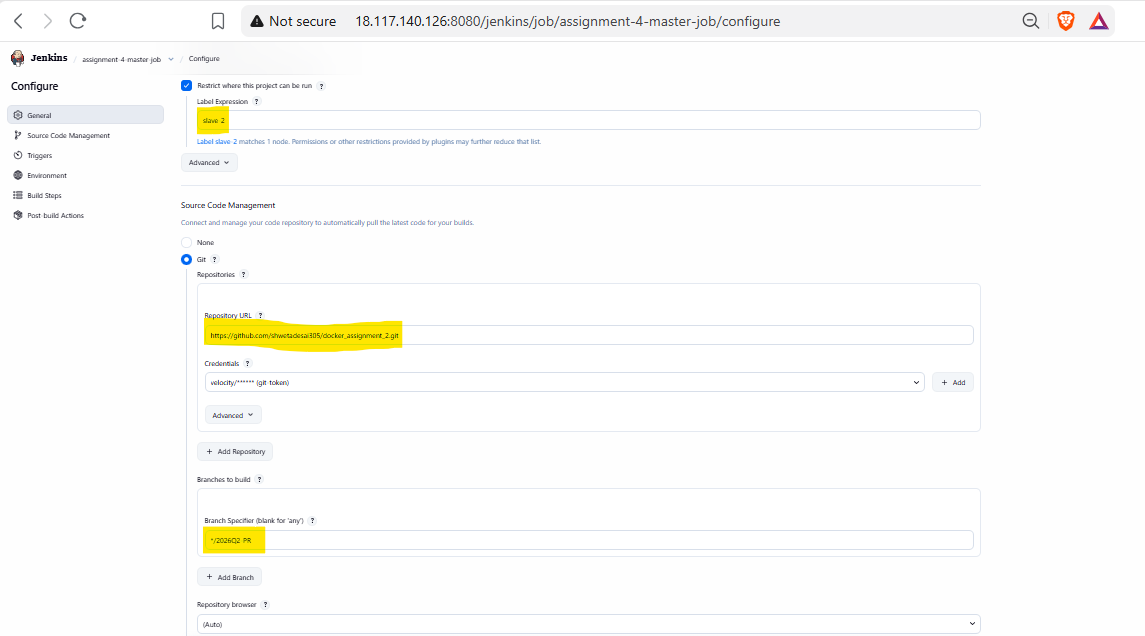 Not secure 18.117.140.126:8080/jenkins/job/assignment-4-master-job/configure
Jenkins / assignment-4-master-job / Configure
Configure
General
Source Code Management
Triggers
Environment
Build Steps
Post-build Actions
Restrict where this project can be run ?
Label Expression ?
slave-2
Label slave-2 matches 1 node. Permissions or other restrictions provided by plugins may further reduce that list.
Advanced
Source Code Management
Connect and manage your code repository to automatically pull the latest code for your builds.
None
Git ?
Repositories ?
Repository URL ?
https://github.com/shwetadesai305/docker_assignment_2.git
Credentials ?
velocity/****** (git-token)
+ Add
Advanced
+ Add Repository
Branches to build ?
Branch Specifier (blank for 'any') ?
*/2026Q2_PR
+ Add Branch
Repository browser ?
(Auto)